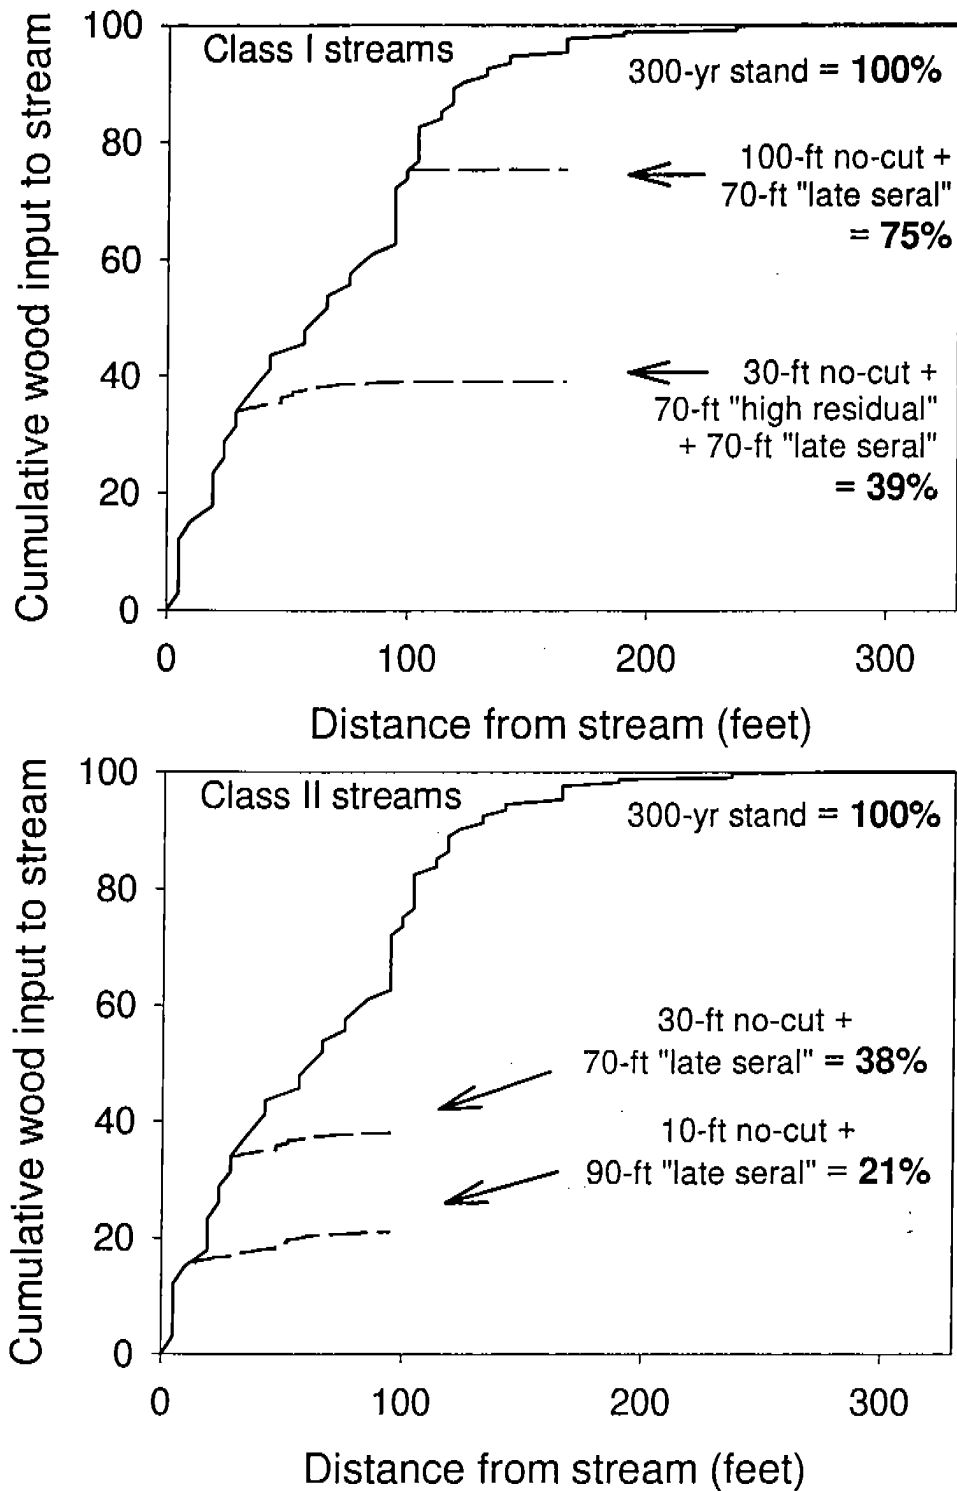 Cumulative wood input to stream
100
80
60
40
20
0
Class I streams
300-yr stand = 100%
100-ft no-cut +
70-ft "late seral"
= 75%
30-ft no-cut +
70-ft "high residual"
+ 70-ft "late seral"
= 39%
0 100 200 300
Distance from stream (feet)
Cumulative wood input to stream
100
80
60
40
20
0
Class II streams
300-yr stand = 100%
30-ft no-cut +
70-ft "late seral" = 38%
10-ft no-cut +
90-ft "late seral" = 21%
0 100 200 300
Distance from stream (feet)